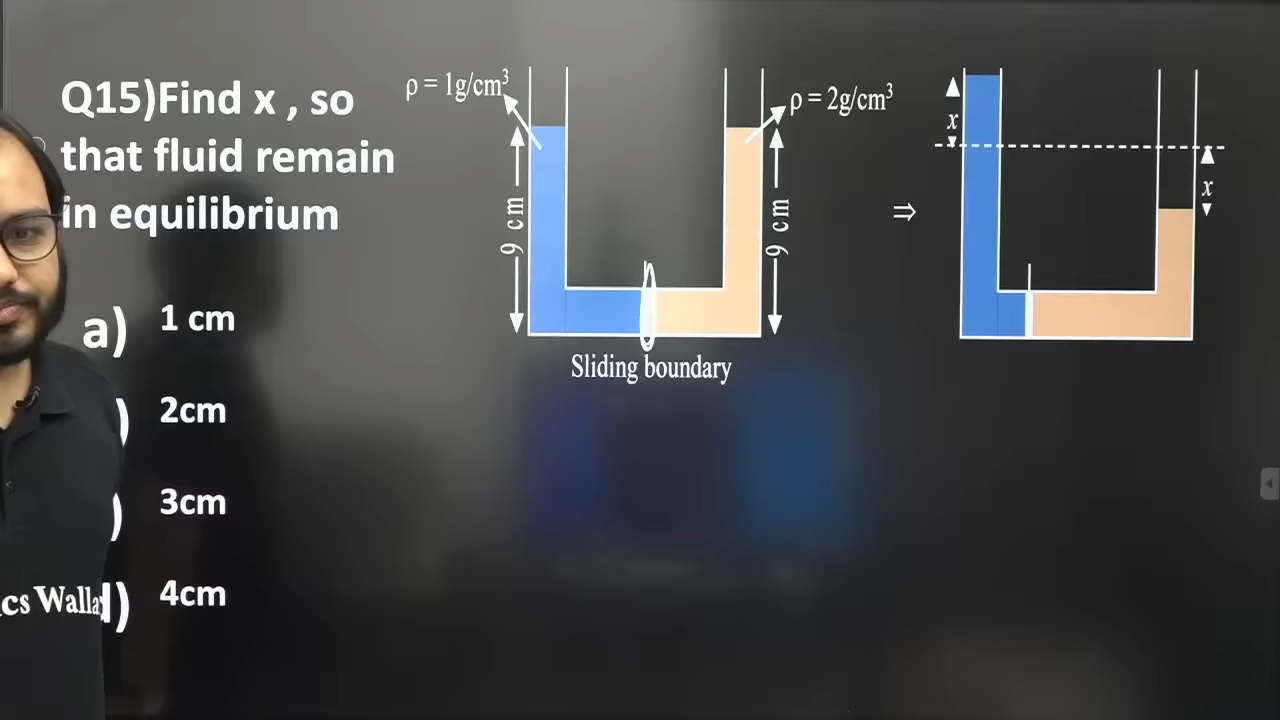 Q15)Find x , so
that fluid remain
in equilibrium
a) 1 cm
) 2cm
) 3cm
d) 4cm
ρ = 1g/cm³
ρ = 2g/cm³
9 cm
9 cm
Sliding boundary
⇒
x
x
cs Walla